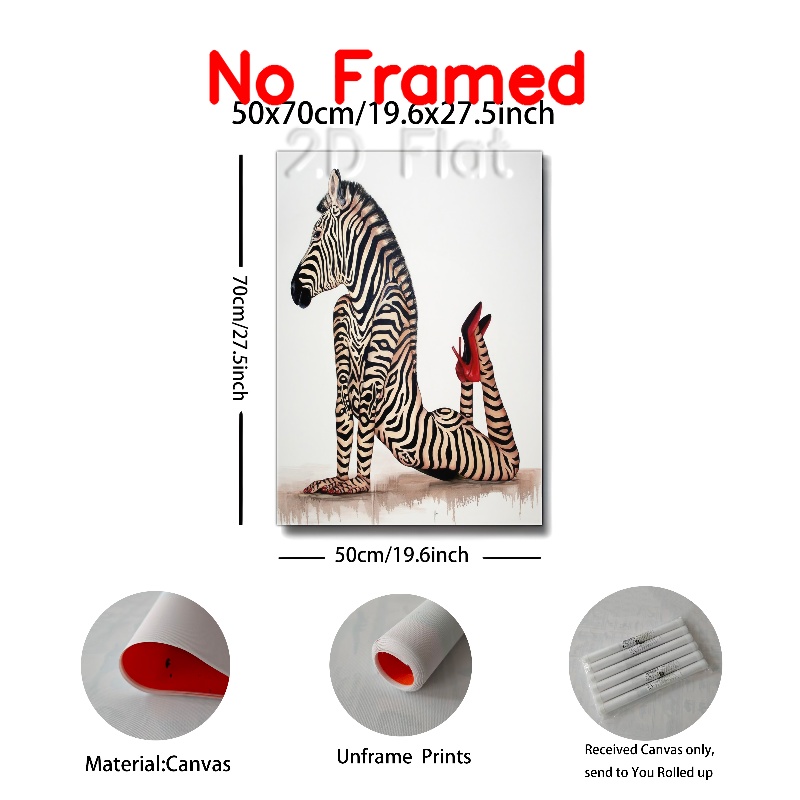 No Framed
50x70cm/19.6x27.5inch
2.D Flat
70cm/27.5inch
50cm/19.6inch
Material:Canvas
Unframe Prints
Received Canvas only,
send to You Rolled up